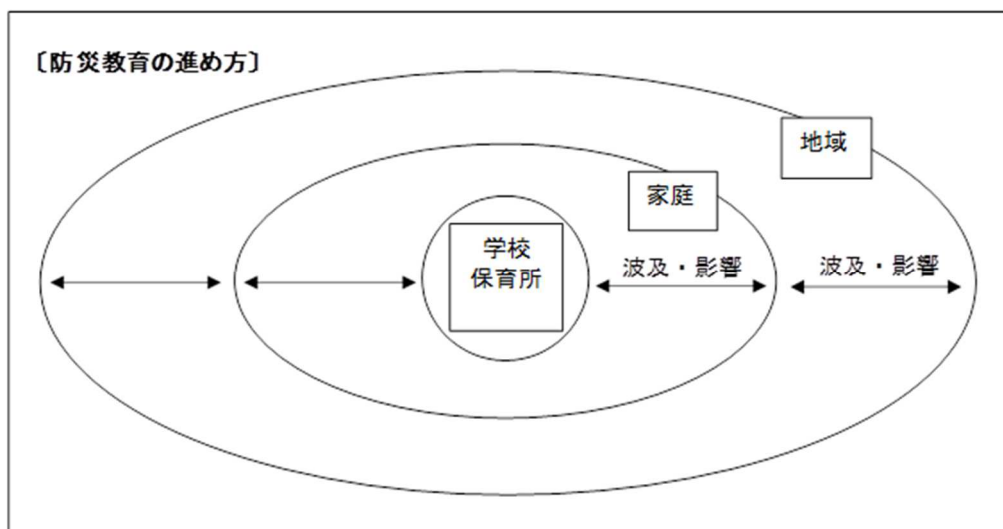 〔防災教育の進め方〕
地域
家庭
学校
保育所
波及・影響
波及・影響